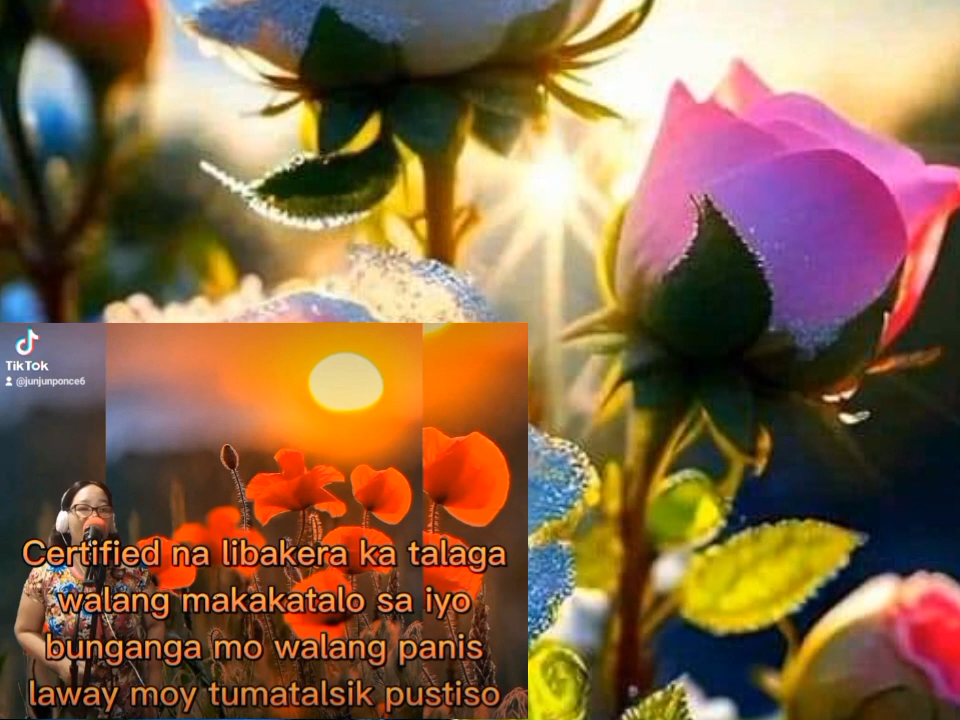 TikTok
@junjunponce6
Certified na libakera ka talaga
walang makakatalo sa iyo
bunganga mo walang panis
laway moy tumatalsik pustiso